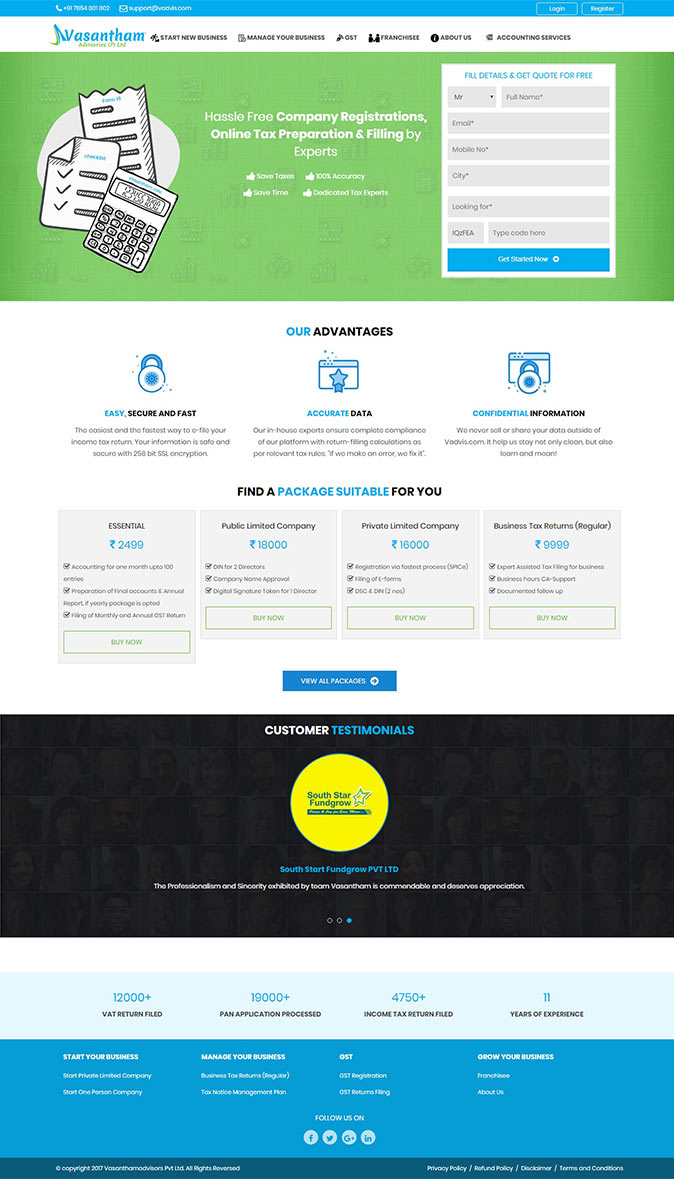 +91 7854 801 802
support@vadvis.com
Login
Register
Vasantham
Advisories (P) Ltd
START NEW BUSINESS
MANAGE YOUR BUSINESS
GST
FRANCHISEE
ABOUT US
ACCOUNTING SERVICES
Form 16
checklist
Hassle Free Company Registrations,
Online Tax Preparation & Filling by
Experts
Save Taxes
100% Accuracy
Save Time
Dedicated Tax Experts
FILL DETAILS & GET QUOTE FOR FREE
Mr
Full Name*
Email*
Mobile No*
City*
Looking for*
IQzFEA
Type code here
Get Started Now
OUR ADVANTAGES
EASY, SECURE AND FAST
The easiest and the fastest way to e-file your
income tax return. Your information is safe and
secure with 256 bit SSL encryption.
ACCURATE DATA
Our in-house experts ensure complete compliance
of our platform with return-filling calculations as
per relevant tax rules. "If we make an error, we fix it".
CONFIDENTIAL INFORMATION
We never sell or share your data outside of
Vadvis.com. It help us stay not only clean, but also
learn and mean!
FIND A PACKAGE SUITABLE FOR YOU
ESSENTIAL
₹ 2499
Accounting for one month upto 100
entries
Preparation of Final accounts & Annual
Report, if yearly package is opted
Filing of Monthly and Annual GST Return
BUY NOW
Public Limited Company
₹ 18000
DIN for 2 Directors
Company Name Approval
Digital Signature Token for 1 Director
BUY NOW
Private Limited Company
₹ 16000
Registration via fastest process (SPICe)
Filing of E-forms
DSC & DIN (2 nos)
BUY NOW
Business Tax Returns (Regular)
₹ 9999
Expert Assisted Tax Filing for business
Business hours CA-Support
Documented follow up
BUY NOW
VIEW ALL PACKAGES
CUSTOMER TESTIMONIALS
South Star
Fundgrow
South Start Fundgrow PVT LTD
The Professionalism and Sincerity exhibited by team Vasantham is commendable and deserves appreciation.
12000+
VAT RETURN FILED
19000+
PAN APPLICATION PROCESSED
4750+
INCOME TAX RETURN FILED
11
YEARS OF EXPERIENCE
START YOUR BUSINESS
Start Private Limited Company
Start One Person Company
MANAGE YOUR BUSINESS
Business Tax Returns (Regular)
Tax Notice Management Plan
GST
GST Registration
GST Returns Filing
GROW YOUR BUSINESS
Franchisee
About Us
FOLLOW US ON
© copyright 2017 Vasanthamadvisors Pvt Ltd. All Rights Reversed
Privacy Policy / Refund Policy / Disclaimer / Terms and Conditions